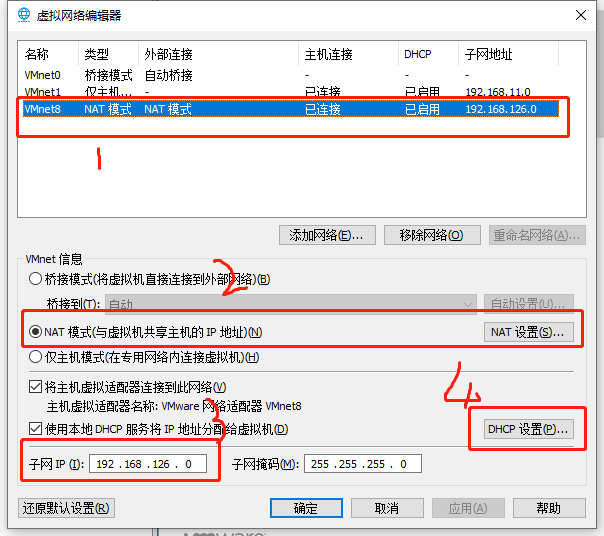 虚拟网络编辑器
名称 类型 外部连接 主机连接 DHCP 子网地址
VMnet0 桥接模式 自动桥接 - - -
VMnet1 仅主机... - 已连接 已启用 192.168.11.0
VMnet8 NAT 模式 NAT 模式 已连接 已启用 192.168.126.0
1
添加网络(E)... 移除网络(O) 重命名网络(A)...
VMnet 信息
桥接模式(将虚拟机直接连接到外部网络)(B)
2
桥接到(T): 自动 自动设置(U)...
NAT 模式(与虚拟机共享主机的 IP 地址)(N) NAT 设置(S)...
仅主机模式(在专用网络内连接虚拟机)(H)
将主机虚拟适配器连接到此网络(V)
4
主机虚拟适配器名称: VMware 网络适配器 VMnet8
3
使用本地 DHCP 服务将 IP 地址分配给虚拟机(D) DHCP 设置(P)...
子网 IP (I): 192 . 168 . 126 . 0 子网掩码(M): 255 . 255 . 255 . 0
还原默认设置(R) 确定 取消 应用(A) 帮助